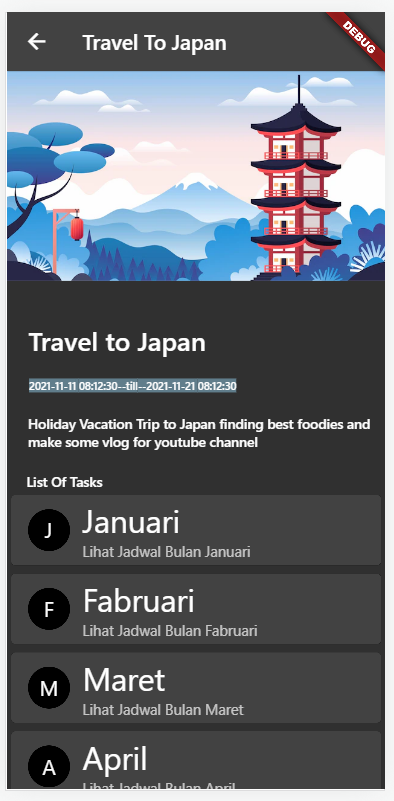 Travel To Japan
DEBUG
Travel to Japan
2021-11-11 08:12:30--till--2021-11-21 08:12:30
Holiday Vacation Trip to Japan finding best foodies and
make some vlog for youtube channel
List Of Tasks
J
Januari
Lihat Jadwal Bulan Januari
F
Fabruari
Lihat Jadwal Bulan Fabruari
M
Maret
Lihat Jadwal Bulan Maret
A
April
Lihat Jadwal Bulan April